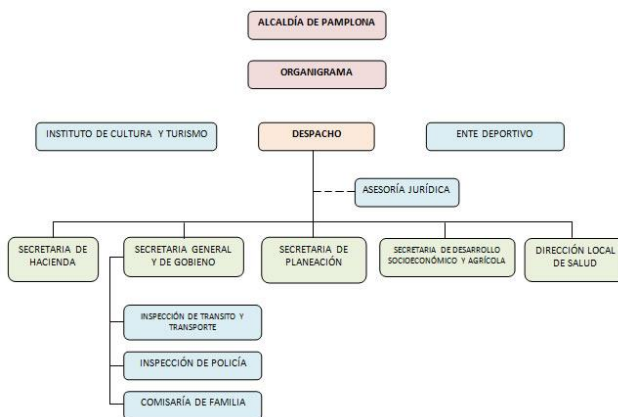 ALCALDÍA DE PAMPLONA
ORGANIGRAMA
INSTITUTO DE CULTURA Y TURISMO
DESPACHO
ENTE DEPORTIVO
ASESORÍA JURÍDICA
SECRETARIA DE
HACIENDA
SECRETARIA GENERAL
Y DE GOBIENO
SECRETARIA DE
PLANEACIÓN
SECRETARIA DE DESARROLLO
SOCIOECONÓMICO Y AGRÍCOLA
DIRECCIÓN LOCAL
DE SALUD
INSPECCIÓN DE TRANSITO Y
TRANSPORTE
INSPECCIÓN DE POLICÍA
COMISARÍA DE FAMILIA